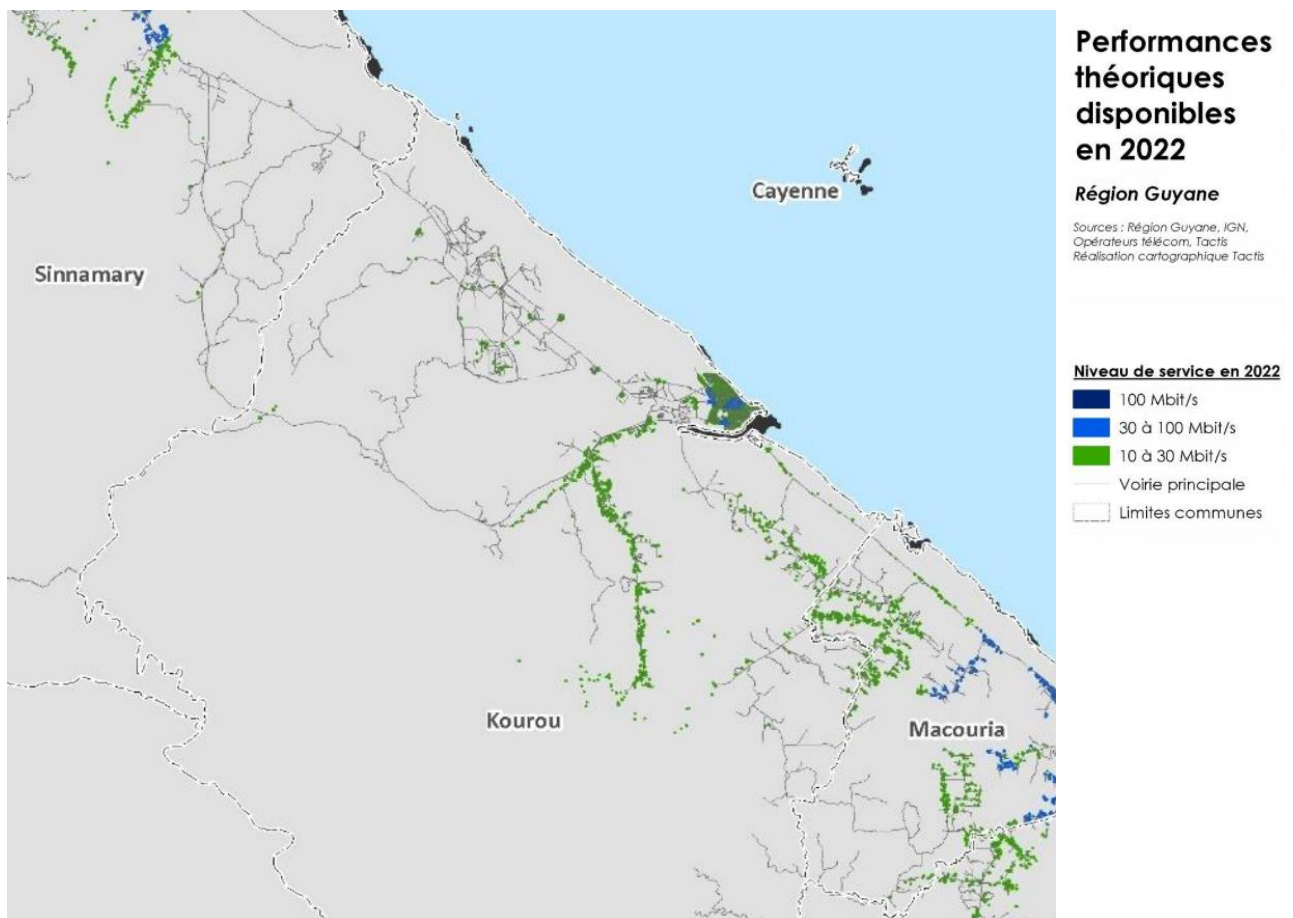 Performances
théoriques
disponibles
en 2022
Région Guyane
Sources : Région Guyane, IGN,
Opérateurs télécom, Tactis
Réalisation cartographique Tactis
Niveau de service en 2022
100 Mbit/s
30 à 100 Mbit/s
10 à 30 Mbit/s
Voirie principale
Limites communes
Cayenne
Sinnamary
Kourou
Macouria